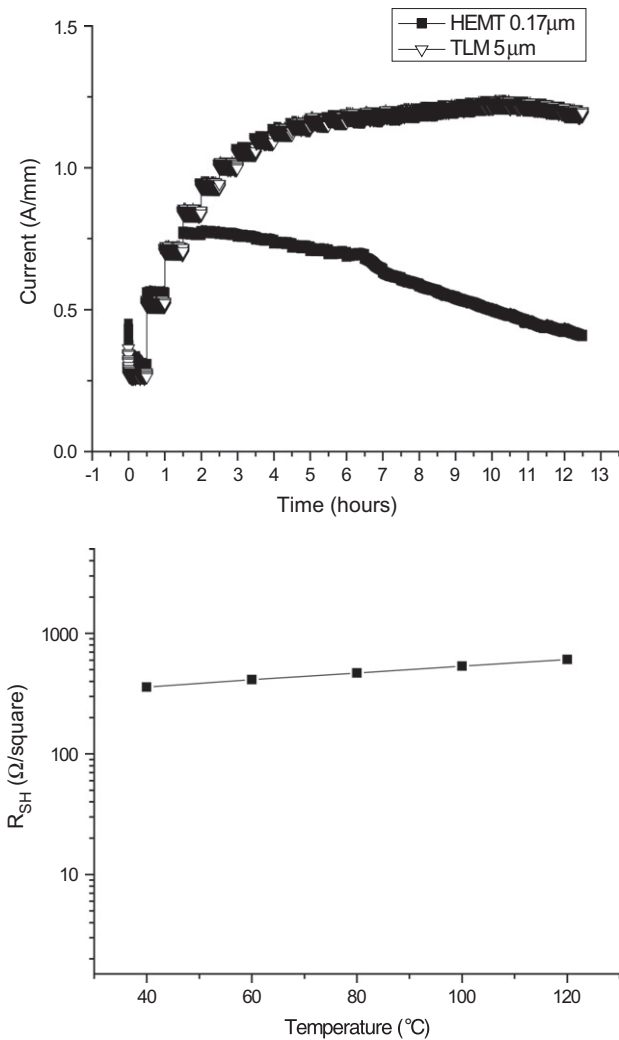 HEMT 0.17μm
TLM 5μm
1.5
1.0
0.5
0.0
Current (A/mm)
-1 0 1 2 3 4 5 6 7 8 9 10 11 12 13
Time (hours)
1000
100
10
R_SH (Ω/square)
40 60 80 100 120
Temperature (°C)